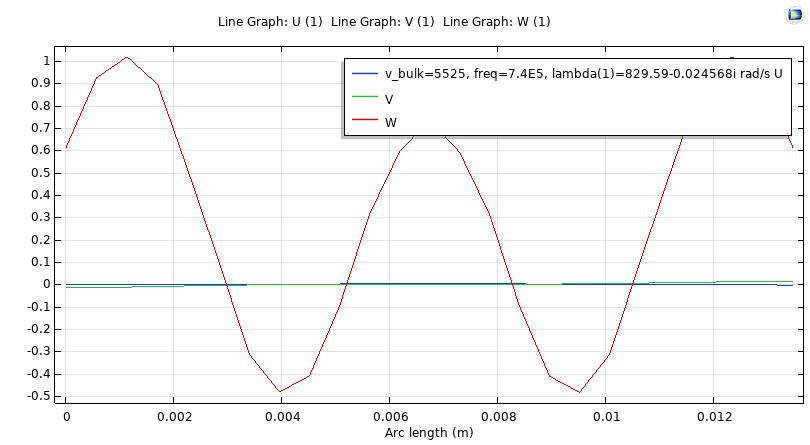 Line Graph: U (1) Line Graph: V (1) Line Graph: W (1)
1
0.9
0.8
0.7
0.6
0.5
0.4
0.3
0.2
0.1
0
-0.1
-0.2
-0.3
-0.4
-0.5
v_bulk=5525, freq=7.4E5, lambda(1)=829.59-0.024568i rad/s U
V
W
0 0.002 0.004 0.006 0.008 0.01 0.012
Arc length (m)